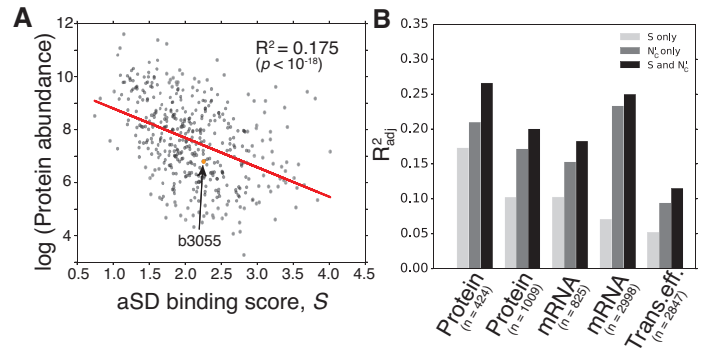 A
12
10
8
6
4
log (Protein abundance)
R² = 0.175
(p < 10⁻¹⁸)
b3055
0.5 1.0 1.5 2.0 2.5 3.0 3.5 4.0 4.5
aSD binding score, S
B
0.35
0.30
0.25
0.20
0.15
0.10
0.05
0.00
R²adj
S only
N'c only
S and N'c
Protein
(n = 424)
Protein
(n = 1009)
mRNA
(n = 825)
mRNA
(n = 2998)
Trans.eff.
(n = 2847)